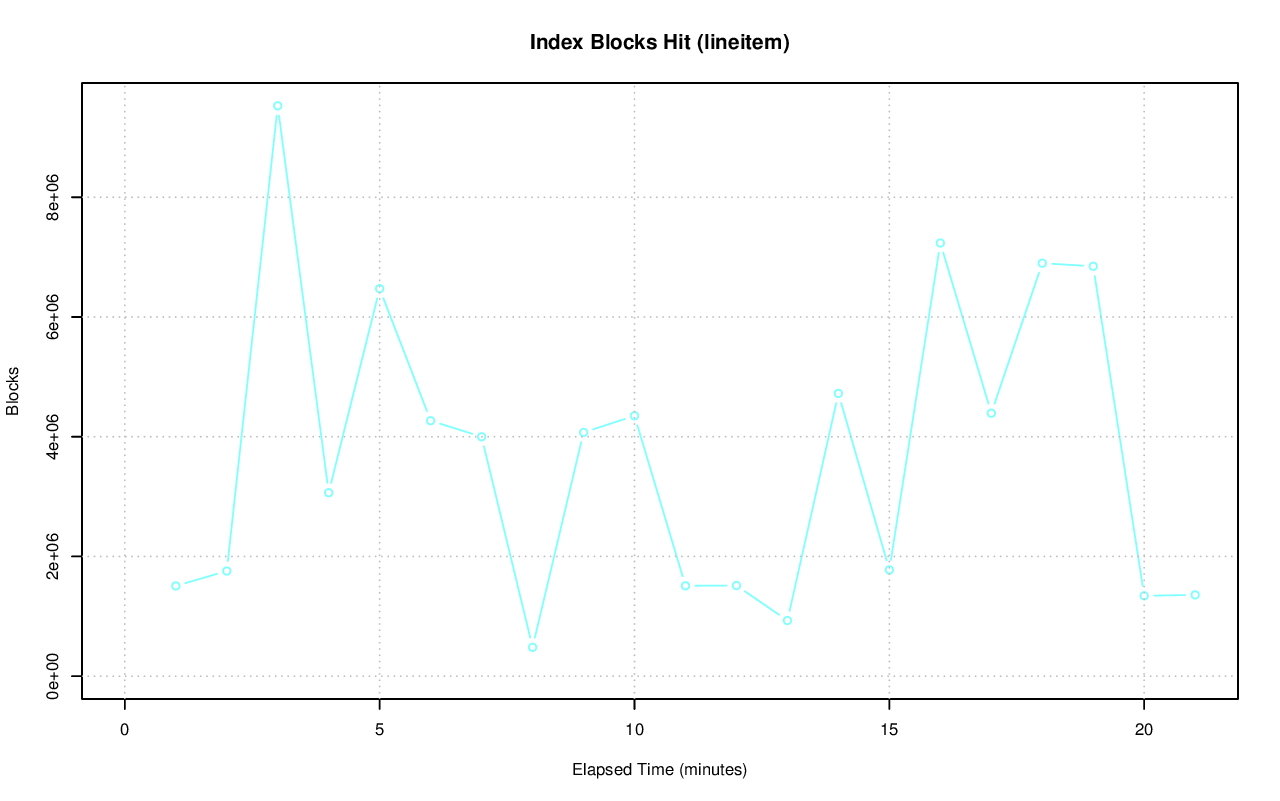 Index Blocks Hit (lineitem)
Blocks
8e+06
6e+06
4e+06
2e+06
0e+00
0 5 10 15 20
Elapsed Time (minutes)